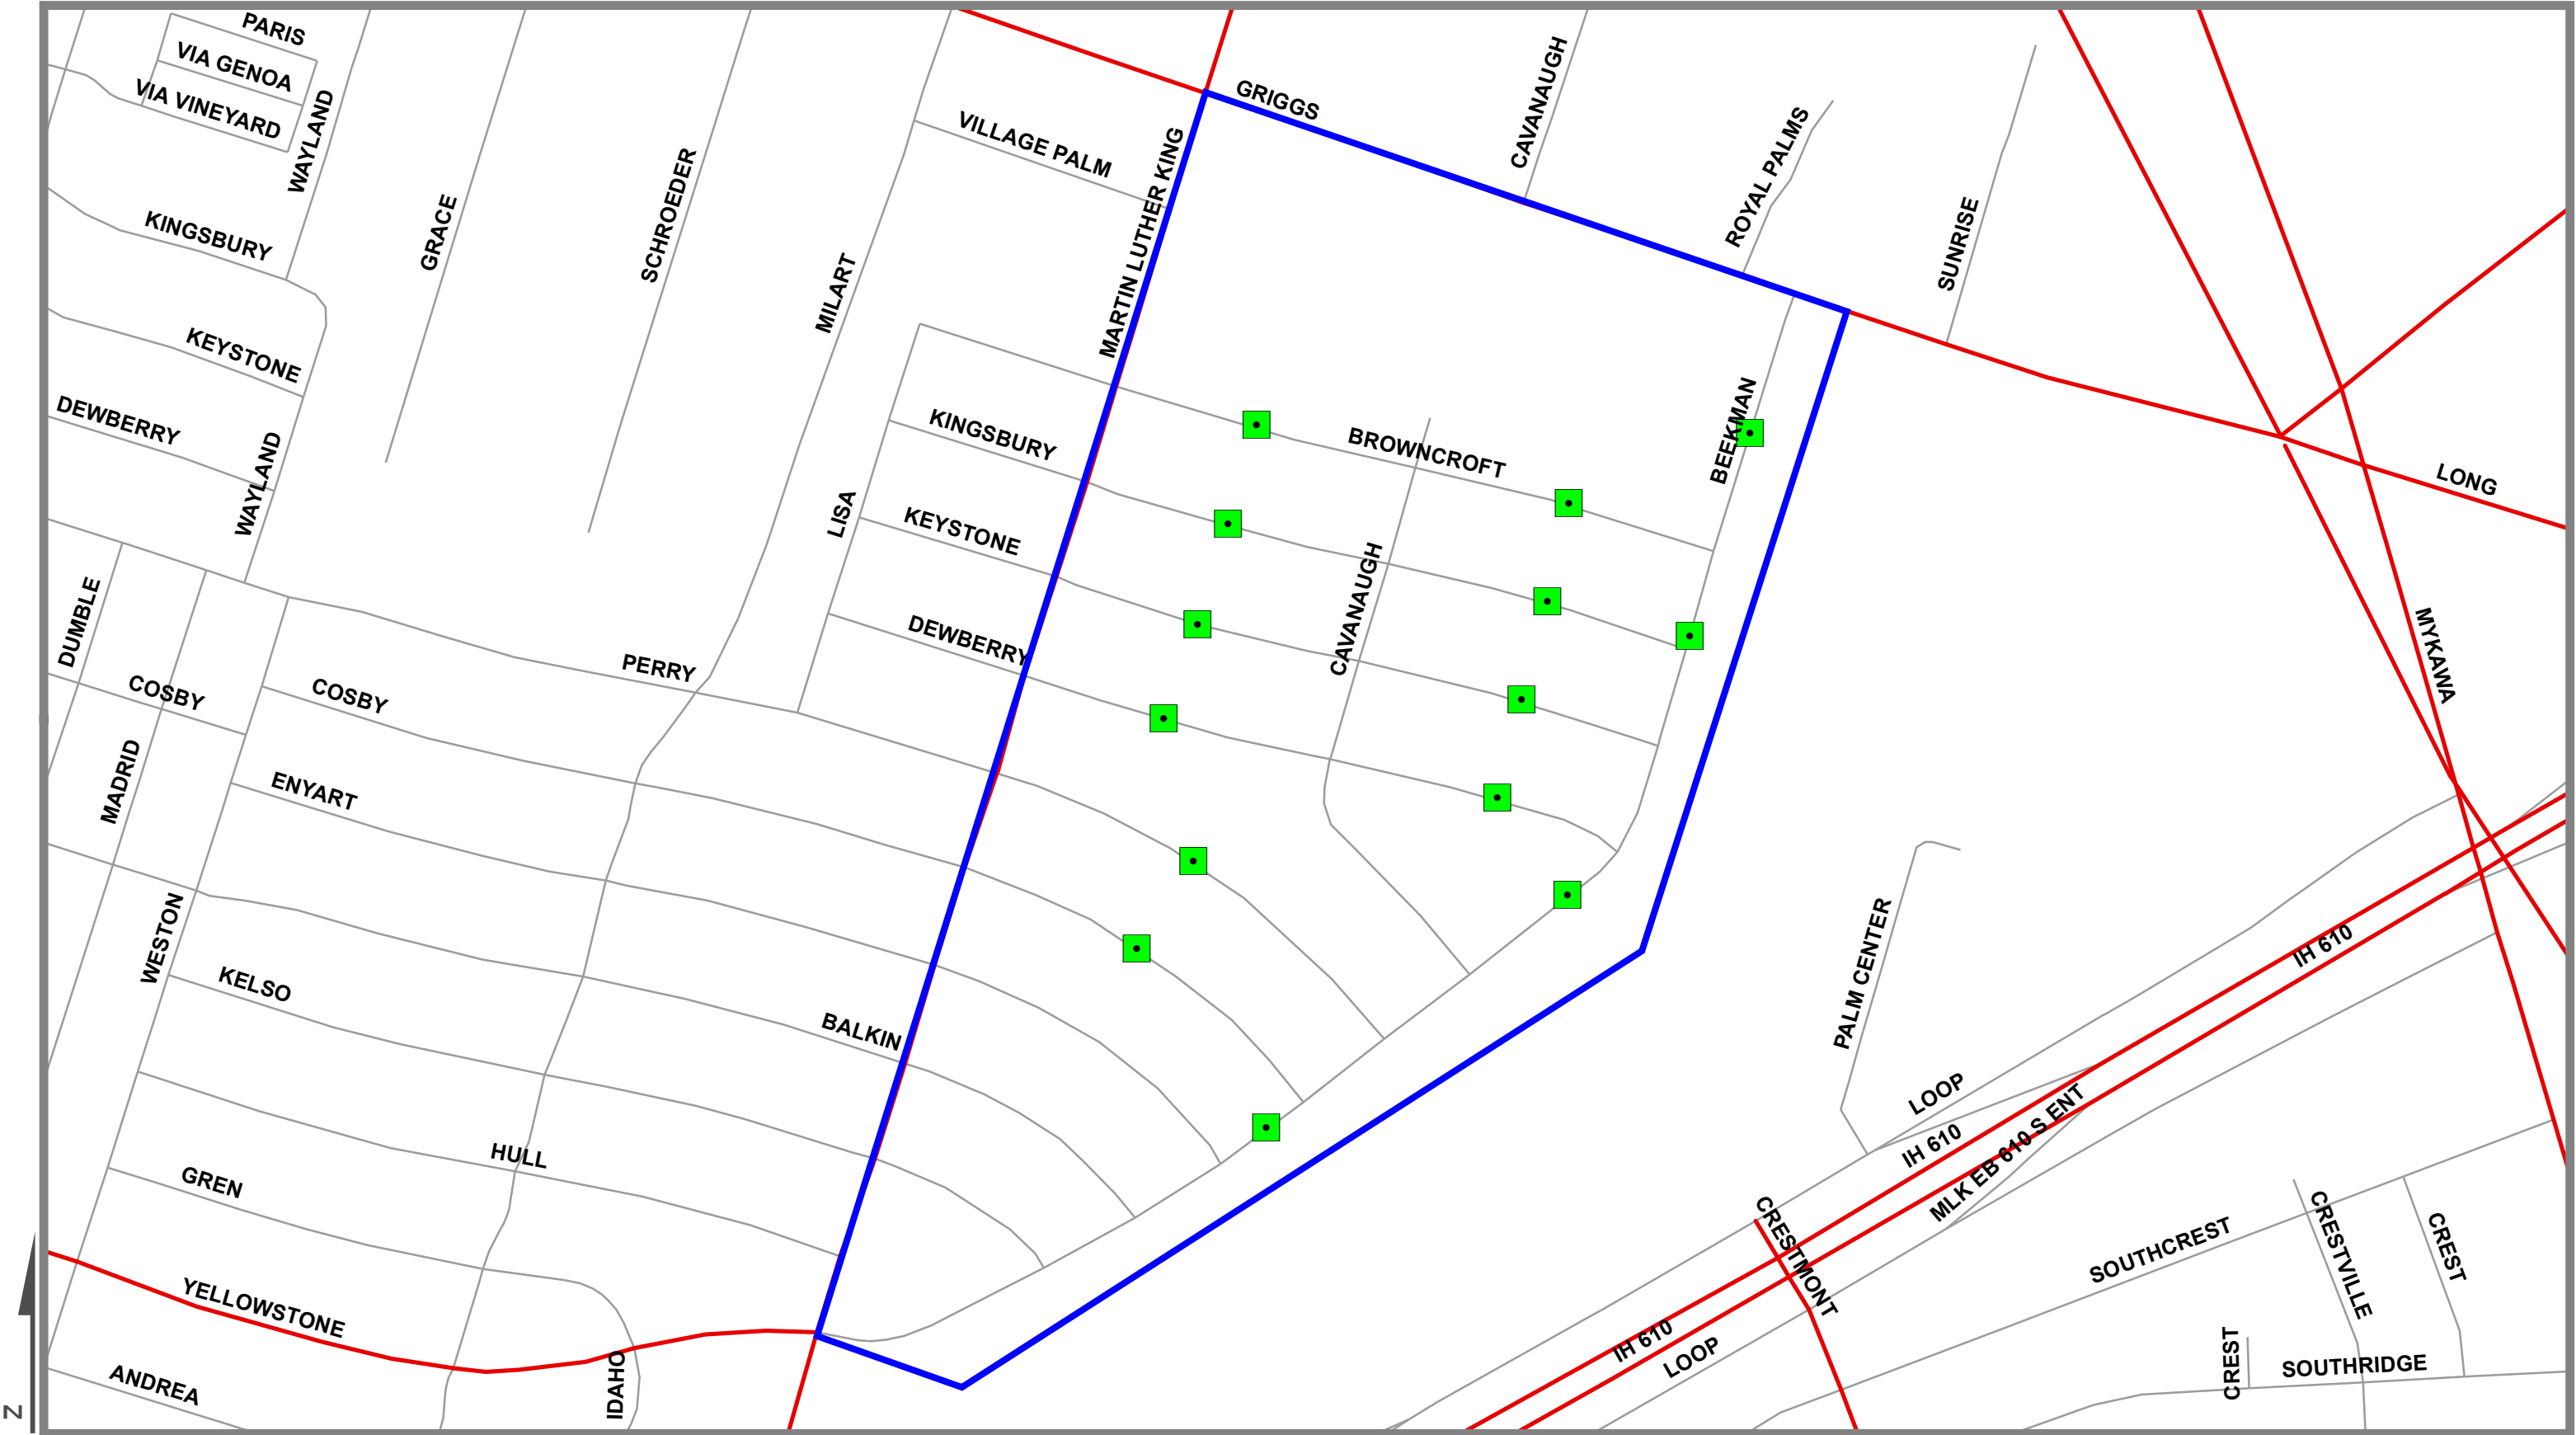 PARIS
VIA GENOA
VIA VINEYARD
WAYLAND
GRIGGS
CAVANAUGH
VILLAGE PALM
ROYAL PALMS
SCHROEDER
MARTIN LUTHER KING
KINGSBURY
GRACE
SUNRISE
MILART
KEYSTONE
DEWBERRY
KINGSBURY
BROWNCROFT
BEEKMAN
WAYLAND
LONG
LISA
KEYSTONE
CAVANAUGH
DUMBLE
DEWBERRY
PERRY
MYKAWA
COSBY
COSBY
MADRID
ENYART
WESTON
PALM CENTER
IH 610
KELSO
BALKIN
LOOP
IH 610
MLK EB 610 S ENT
HULL
GREN
CRESTMONT
SOUTHCREST
CRESTVILLE
CREST
YELLOWSTONE
IH 610
LOOP
CREST
SOUTHRIDGE
ANDREA
IDAHO
N